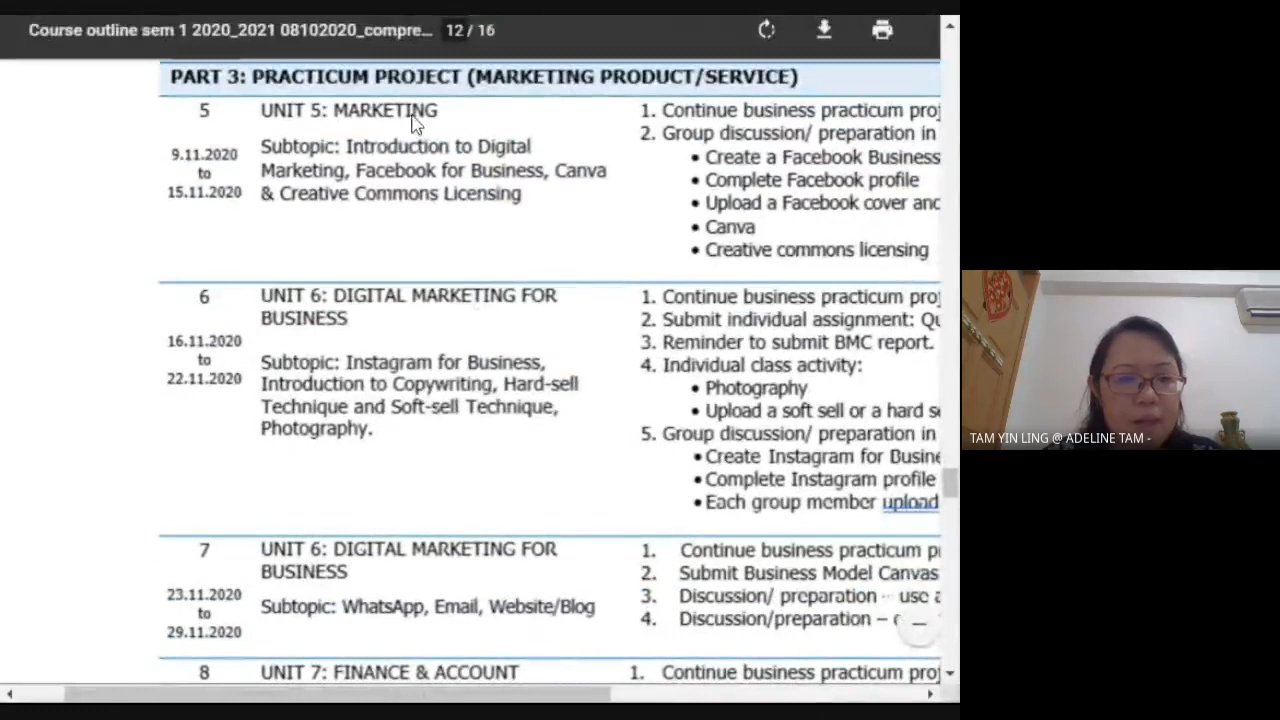 Course outline sem 1 2020_2021 08102020_compre... 12 / 16
PART 3: PRACTICUM PROJECT (MARKETING PRODUCT/SERVICE)
5
9.11.2020
to
15.11.2020
UNIT 5: MARKETING
Subtopic: Introduction to Digital
Marketing, Facebook for Business, Canva
& Creative Commons Licensing
1. Continue business practicum
2. Group discussion/ preparation in
• Create a Facebook Business
• Complete Facebook profile
• Upload a Facebook cover
• Canva
• Creative commons licensing
6
16.11.2020
to
22.11.2020
UNIT 6: DIGITAL MARKETING FOR
BUSINESS
Subtopic: Instagram for Business,
Introduction to Copywriting, Hard-sell
Technique and Soft-sell Technique,
Photography.
1. Continue business practicum
2. Submit individual assignment:
3. Reminder to submit BMC report.
4. Individual class activity:
• Photography
• Upload a soft sell or a hard
5. Group discussion/ preparation in
• Create Instagram for
• Complete Instagram profile
• Each group member upload
7
23.11.2020
to
29.11.2020
UNIT 6: DIGITAL MARKETING FOR
BUSINESS
Subtopic: WhatsApp, Email, Website/Blog
1. Continue business practicum
2. Submit Business Model Canvas
3. Discussion/ preparation – use
4. Discussion/preparation –
8
UNIT 7: FINANCE & ACCOUNT
1. Continue business practicum
TAM YIN LING @ ADELINE TAM -